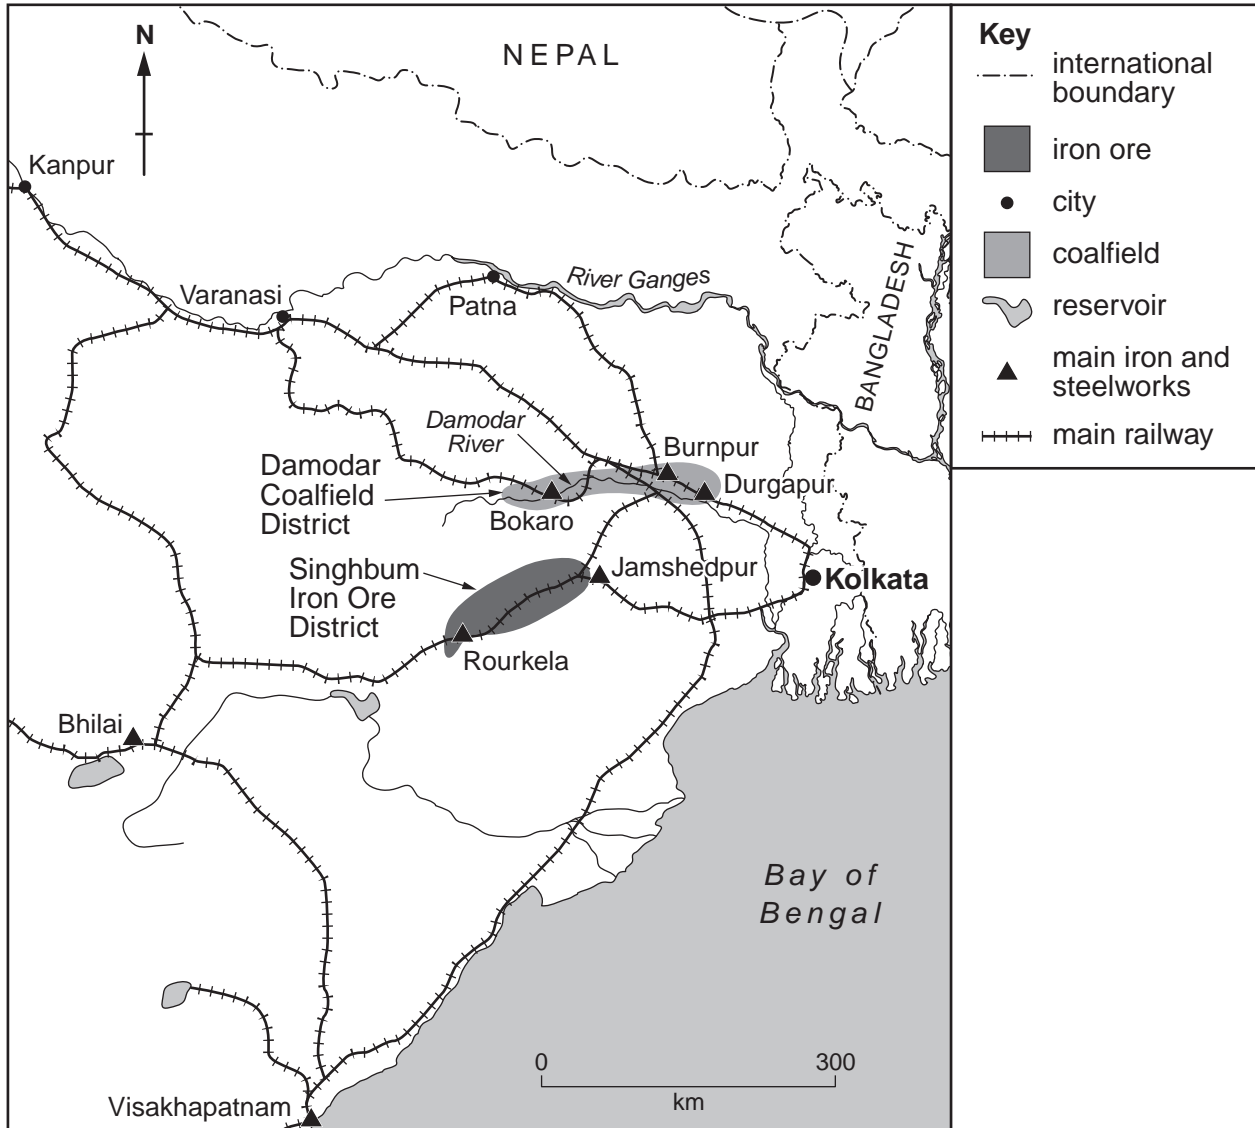 N
NEPAL
Kanpur
Varanasi
Patna
River Ganges
BANGLADESH
Damodar
River
Burnpur
Durgapur
Damodar
Coalfield
District
Bokaro
Singhbum
Iron Ore
District
Jamshedpur
Kolkata
Rourkela
Bhilai
Bay of
Bengal
0
300
km
Visakhapatnam
Key
international
boundary
iron ore
city
coalfield
reservoir
main iron and
steelworks
main railway